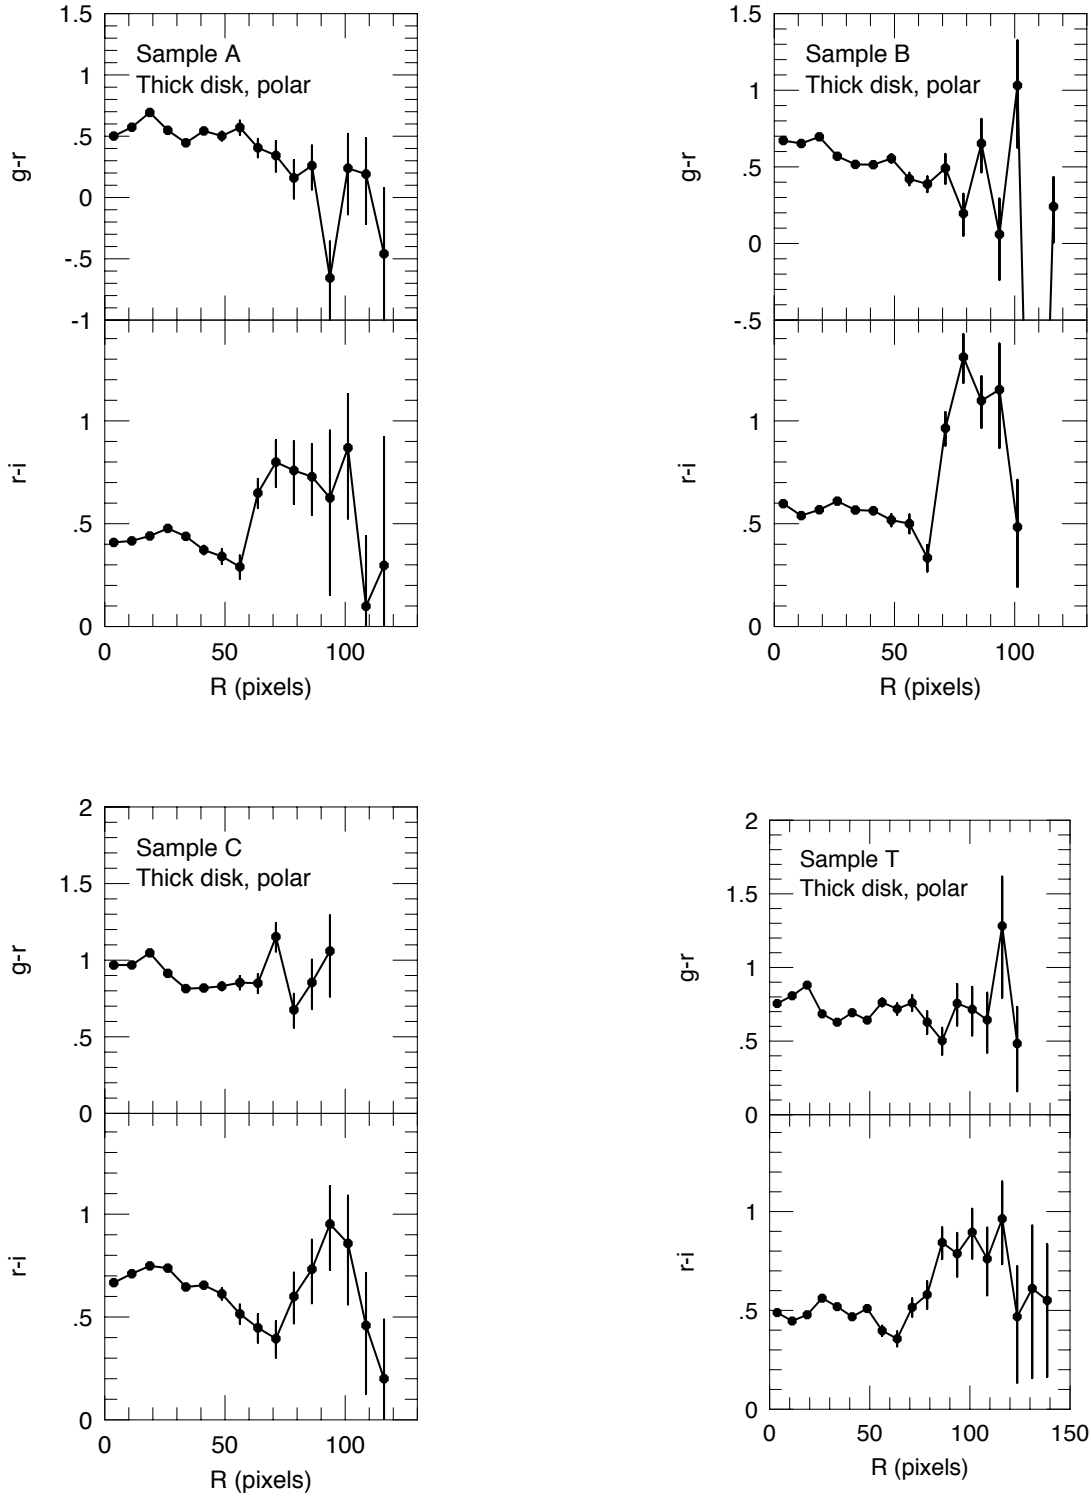 1.5
Sample A
Thick disk, polar
1
.5
0
-.5
-1
g-r
1
.5
0
r-i
0 50 100
R (pixels)
1.5
Sample B
Thick disk, polar
1
.5
0
-.5
g-r
1
.5
0
r-i
0 50 100
R (pixels)
2
Sample C
Thick disk, polar
1.5
1
.5
0
g-r
1
.5
0
r-i
0 50 100
R (pixels)
2
Sample T
Thick disk, polar
1.5
1
.5
0
g-r
1
.5
0
r-i
0 50 100 150
R (pixels)